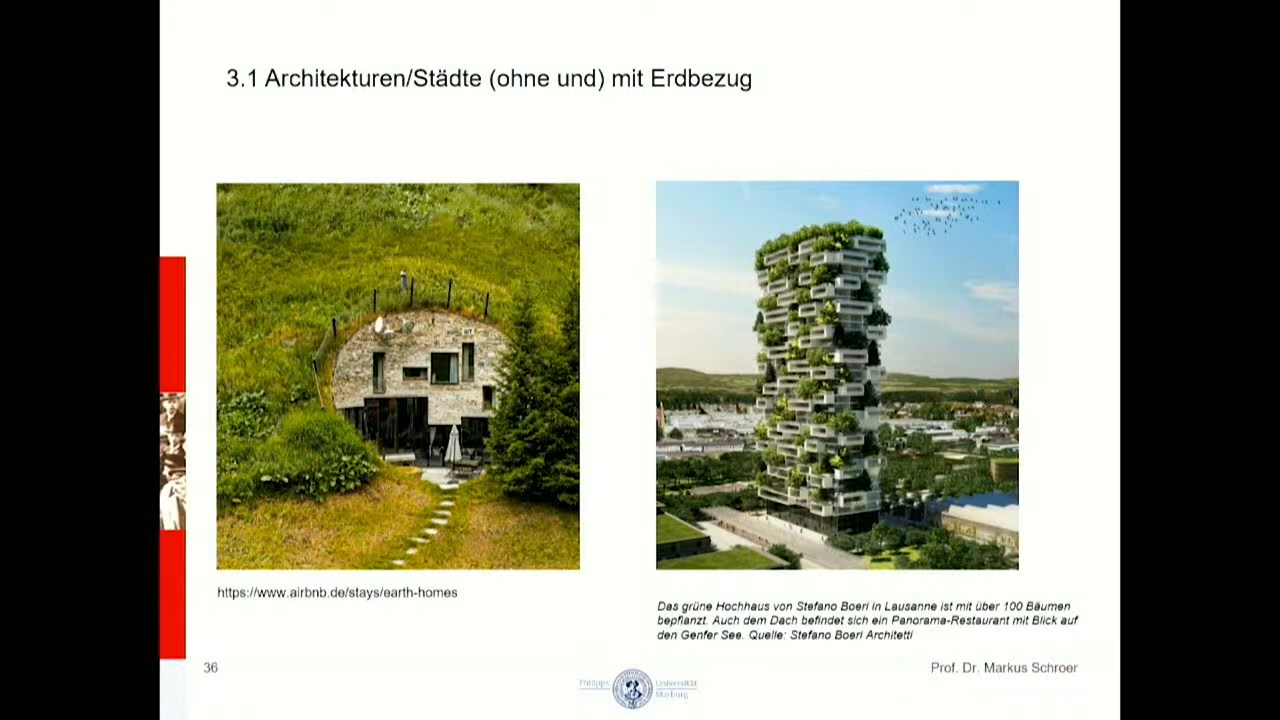 3.1 Architekturen/Städte (ohne und) mit Erdbezug
https://www.airbnb.de/stays/earth-homes
Das grüne Hochhaus von Stefano Boeri in Lausanne ist mit über 100 Bäumen
bepflanzt. Auch dem Dach befindet sich ein Panorama-Restaurant mit Blick auf
den Genfer See. Quelle: Stefano Boeri Architetti
36
Prof. Dr. Markus Schroer
Philipps Universität
Marburg